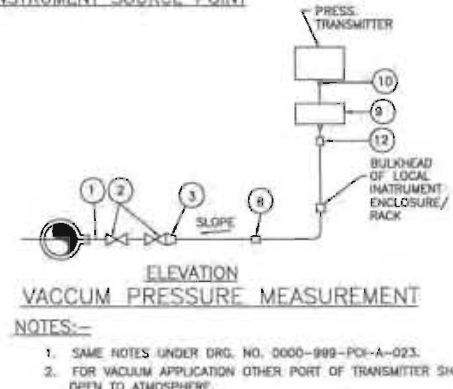 INSTRUMENT SOURCE POINT
PRESS.
TRANSMITTER
10
9
12
BULKHEAD
OF LOCAL
INATRUMENT
ENCLOSURE/
RACK
1
2
3
SLOPE
8
ELEVATION
VACCUM PRESSURE MEASUREMENT
NOTES:-
1. SAME NOTES UNDER DRG. NO. 0000-999-POI-A-023.
2. FOR VACUUM APPLICATION OTHER PORT OF TRANSMITTER SH
OPEN TO ATMOSPHERE.